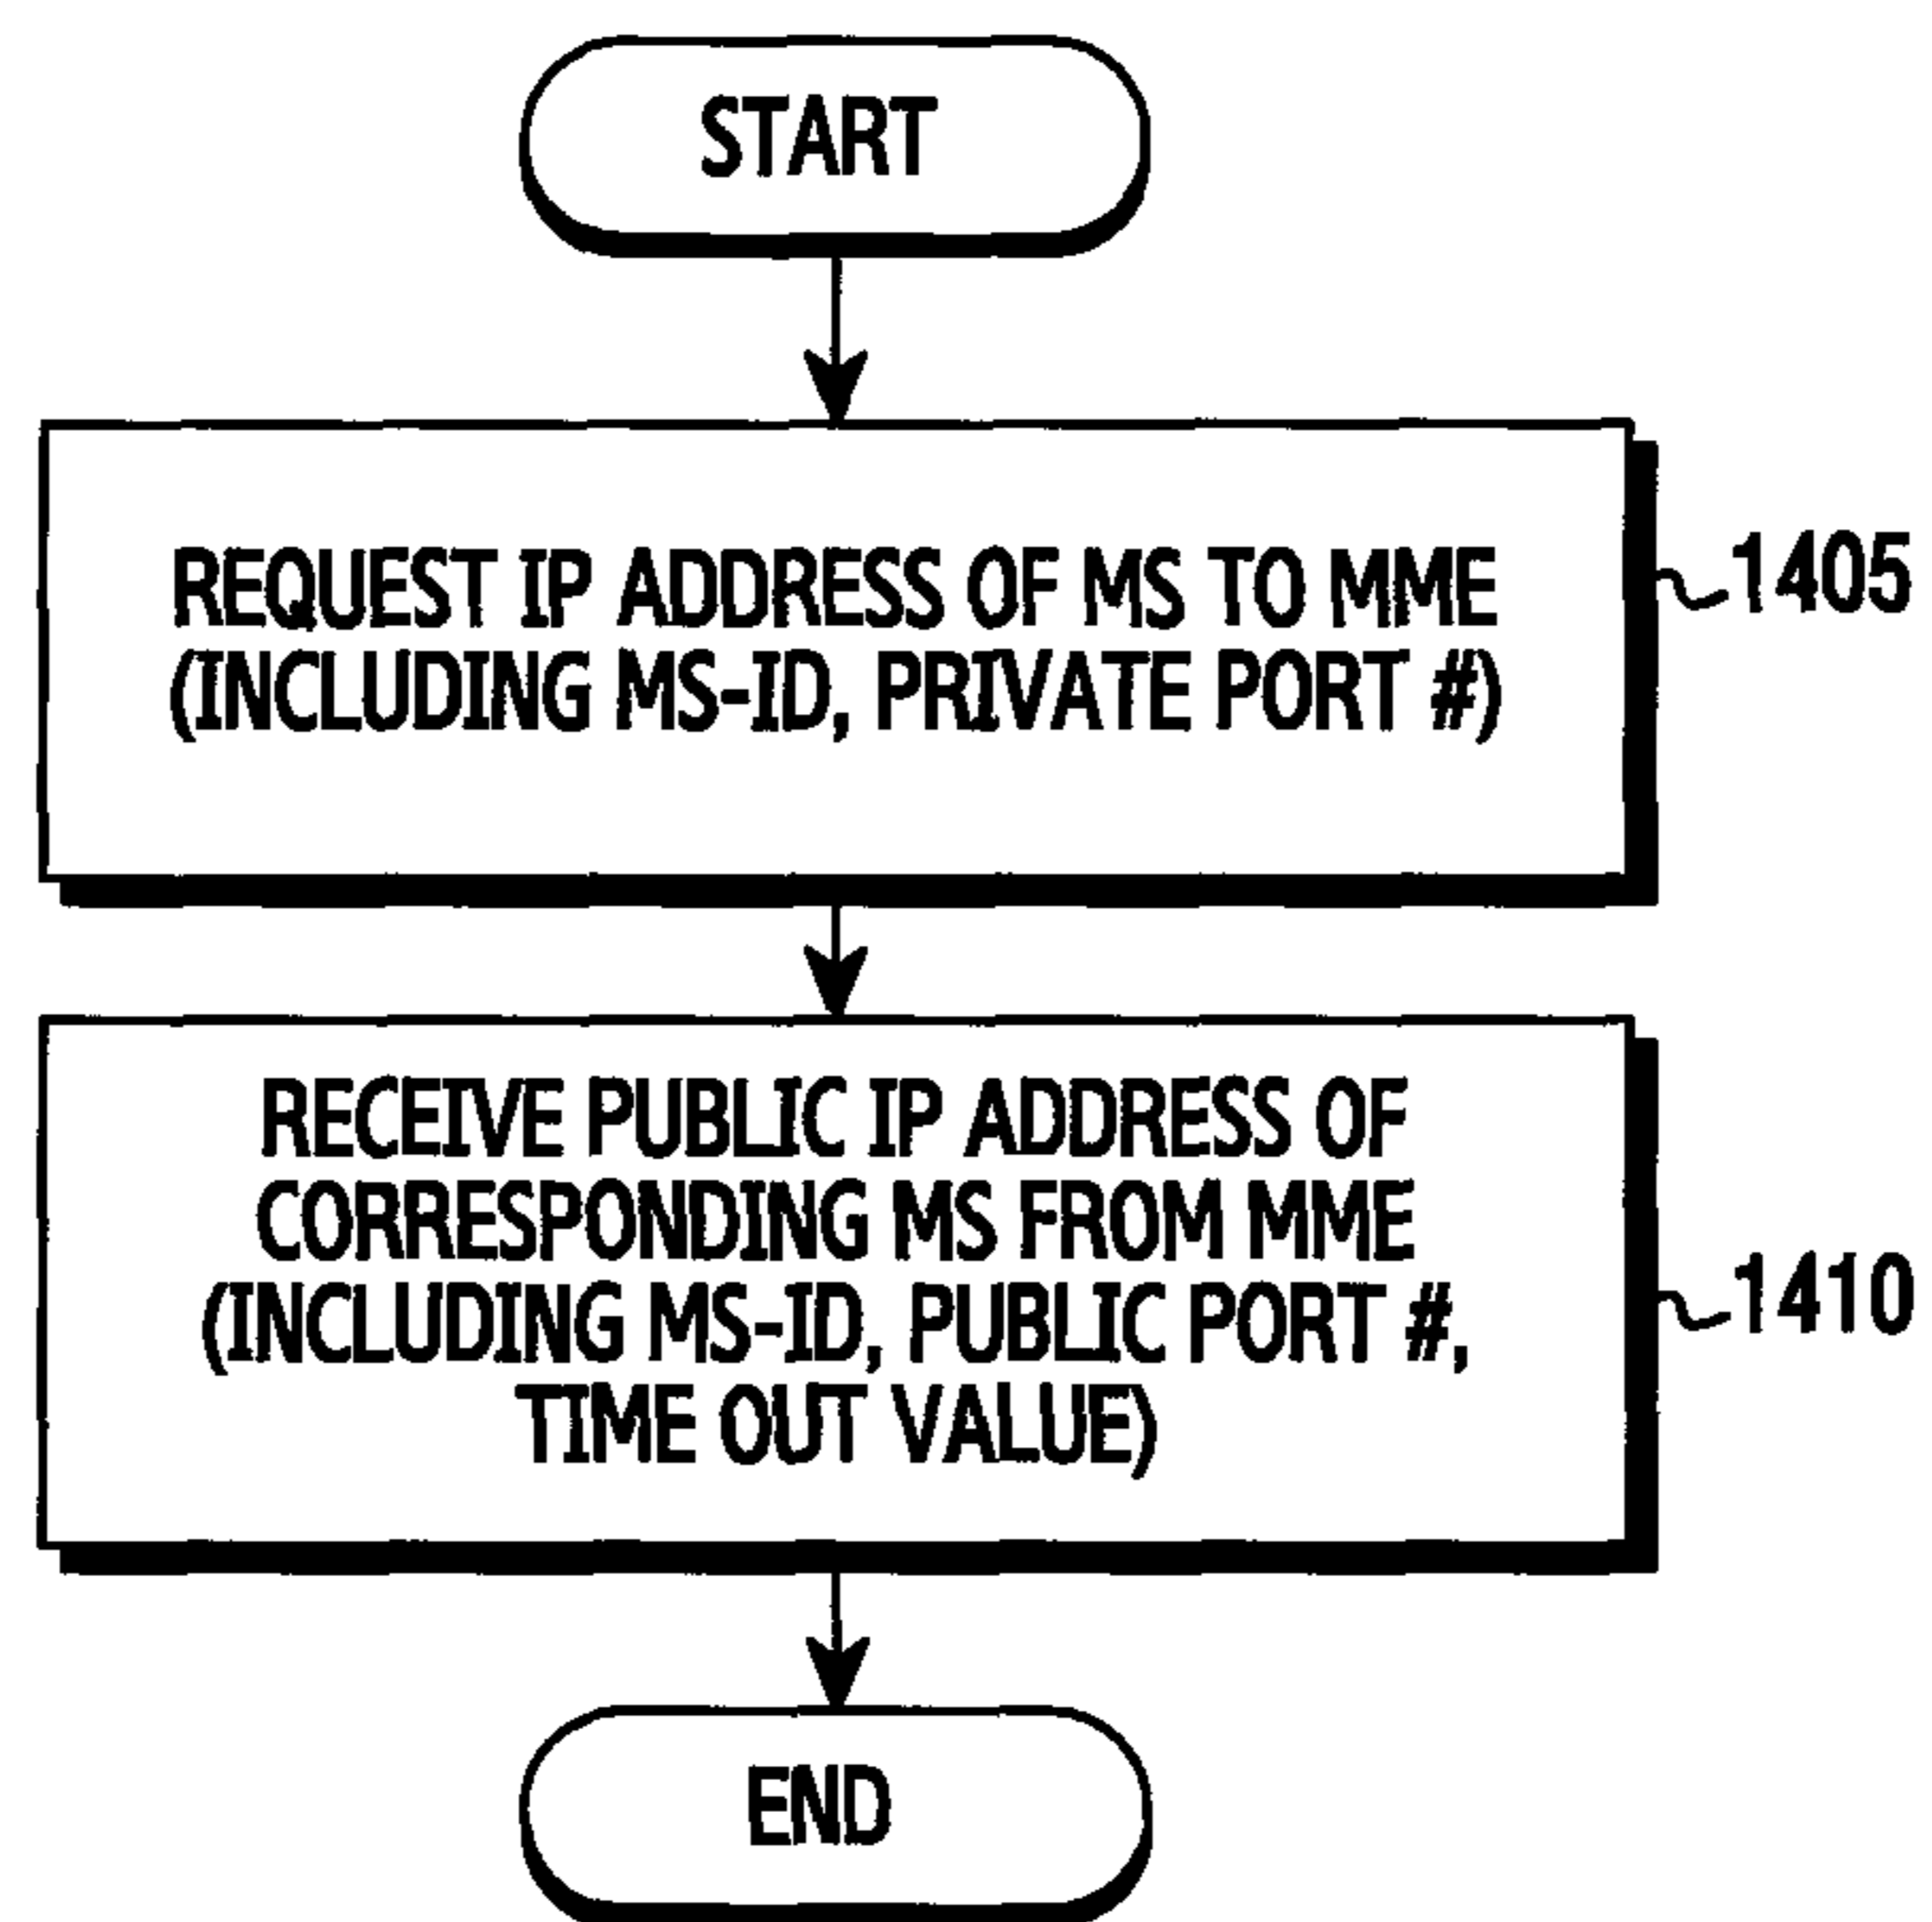 START
REQUEST IP ADDRESS OF MS TO MME
(INCLUDING MS-ID, PRIVATE PORT #)
1405
RECEIVE PUBLIC IP ADDRESS OF
CORRESPONDING MS FROM MME
(INCLUDING MS-ID, PUBLIC PORT #,
TIME OUT VALUE)
1410
END